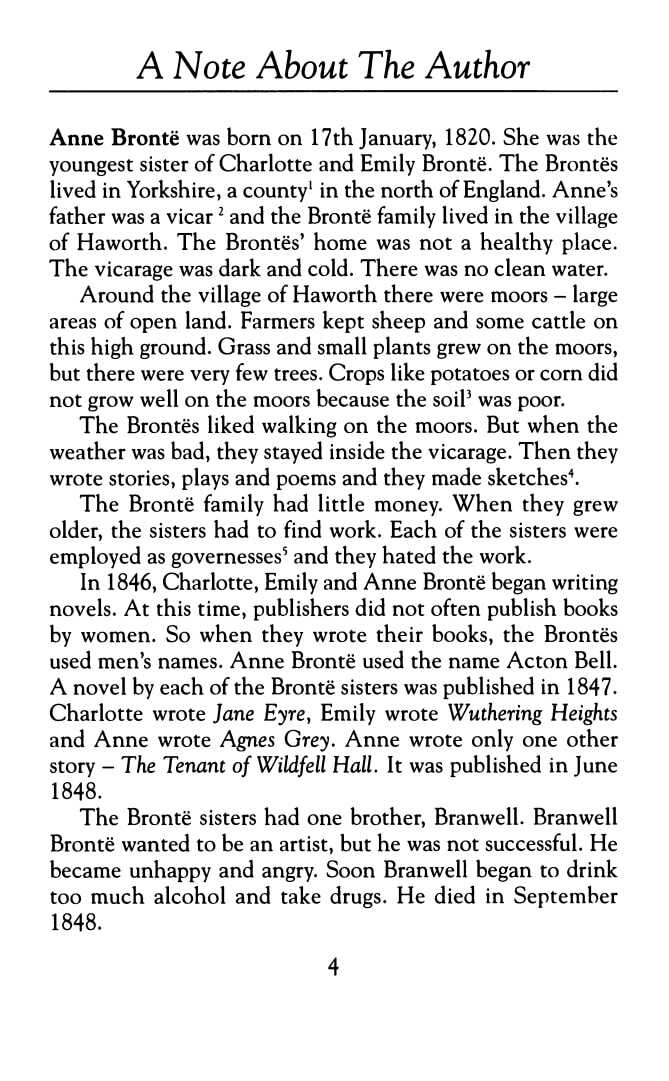 A Note About The Author
Anne Brontë was born on 17th January, 1820. She was the
youngest sister of Charlotte and Emily Brontë. The Brontës
lived in Yorkshire, a county¹ in the north of England. Anne's
father was a vicar ² and the Brontë family lived in the village
of Haworth. The Brontës' home was not a healthy place.
The vicarage was dark and cold. There was no clean water.
Around the village of Haworth there were moors – large
areas of open land. Farmers kept sheep and some cattle on
this high ground. Grass and small plants grew on the moors,
but there were very few trees. Crops like potatoes or corn did
not grow well on the moors because the soil³ was poor.
The Brontës liked walking on the moors. But when the
weather was bad, they stayed inside the vicarage. Then they
wrote stories, plays and poems and they made sketches⁴.
The Brontë family had little money. When they grew
older, the sisters had to find work. Each of the sisters were
employed as governesses⁵ and they hated the work.
In 1846, Charlotte, Emily and Anne Brontë began writing
novels. At this time, publishers did not often publish books
by women. So when they wrote their books, the Brontës
used men's names. Anne Brontë used the name Acton Bell.
A novel by each of the Brontë sisters was published in 1847.
Charlotte wrote Jane Eyre, Emily wrote Wuthering Heights
and Anne wrote Agnes Grey. Anne wrote only one other
story – The Tenant of Wildfell Hall. It was published in June
1848.
The Brontë sisters had one brother, Branwell. Branwell
Brontë wanted to be an artist, but he was not successful. He
became unhappy and angry. Soon Branwell began to drink
too much alcohol and take drugs. He died in September
1848.
4